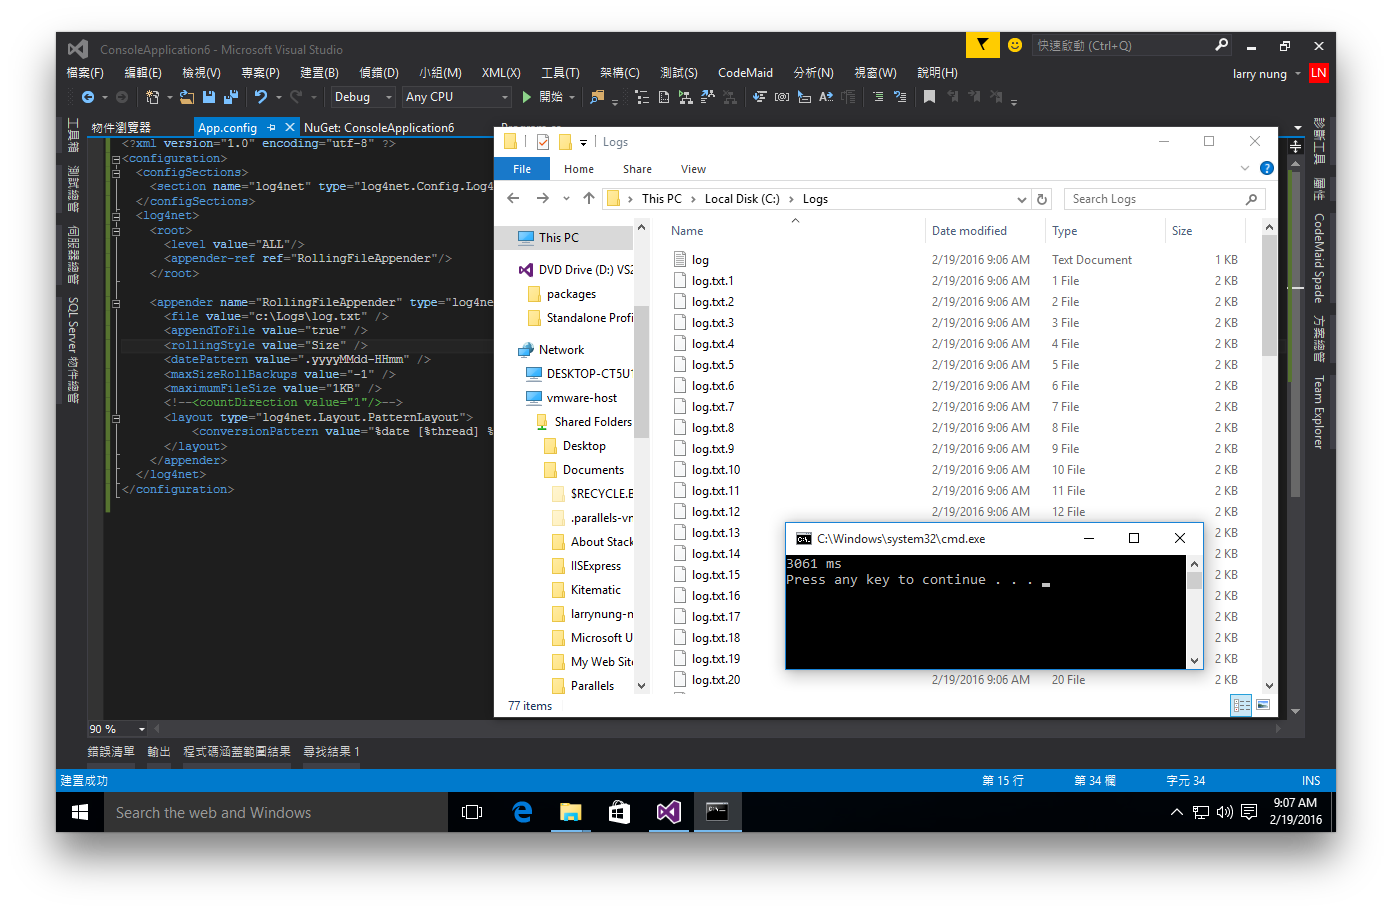 ConsoleApplication6 - Microsoft Visual Studio
快速啟動 (Ctrl+Q)
檔案(F) 編輯(E) 檢視(V) 專案(P) 建置(B) 偵錯(D) 小組(M) XML(X) 工具(T) 架構(C) 測試(S) CodeMaid 分析(N) 視窗(W) 說明(H)
larry nung LN
Debug Any CPU 開始
物件瀏覽器 App.config NuGet: ConsoleApplication6
工具箱
測試總管
伺服器總管
SQL Server 物件總管
<?xml version="1.0" encoding="utf-8" ?>
<configuration>
<configSections>
<section name="log4net" type="log4net.Config.Log4
</configSections>
<log4net>
<root>
<level value="ALL"/>
<appender-ref ref="RollingFileAppender"/>
</root>
<appender name="RollingFileAppender" type="log4ne
<file value="c:\Logs\log.txt" />
<appendToFile value="true" />
<rollingStyle value="Size" />
<datePattern value=".yyyyMMdd-HHmm" />
<maxSizeRollBackups value="-1" />
<maximumFileSize value="1KB" />
<!--<countDirection value="1"/>-->
<layout type="log4net.Layout.PatternLayout">
<conversionPattern value="%date [%thread] %
</layout>
</appender>
</log4net>
</configuration>
Logs
File Home Share View
This PC Local Disk (C:) Logs
Search Logs
This PC
DVD Drive (D:) VS2
packages
Standalone Profi
Network
DESKTOP-CT5U1
vmware-host
Shared Folders
Desktop
Documents
$RECYCLE.B
.parallels-vm
About Stack
IISExpress
Kitematic
larrynung-n
Microsoft U
My Web Site
Parallels
Name Date modified Type Size
log 2/19/2016 9:06 AM Text Document 1 KB
log.txt.1 2/19/2016 9:06 AM 1 File 2 KB
log.txt.2 2/19/2016 9:06 AM 2 File 2 KB
log.txt.3 2/19/2016 9:06 AM 3 File 2 KB
log.txt.4 2/19/2016 9:06 AM 4 File 2 KB
log.txt.5 2/19/2016 9:06 AM 5 File 2 KB
log.txt.6 2/19/2016 9:06 AM 6 File 2 KB
log.txt.7 2/19/2016 9:06 AM 7 File 2 KB
log.txt.8 2/19/2016 9:06 AM 8 File 2 KB
log.txt.9 2/19/2016 9:06 AM 9 File 2 KB
log.txt.10 2/19/2016 9:06 AM 10 File 2 KB
log.txt.11 2/19/2016 9:06 AM 11 File 2 KB
log.txt.12 2/19/2016 9:06 AM 12 File 2 KB
log.txt.13 2 KB
log.txt.14 2 KB
log.txt.15 2 KB
log.txt.16 2 KB
log.txt.17 2 KB
log.txt.18 2 KB
log.txt.19 2 KB
log.txt.20 2/19/2016 9:06 AM 20 File 2 KB
77 items
C:\Windows\system32\cmd.exe
3061 ms
Press any key to continue . . .
診斷工具
屬性
CodeMaid Spade
方案總管
Team Explorer
90 %
錯誤清單 輸出 程式碼涵蓋範圍結果 尋找結果 1
建置成功 第 15 行 第 34 欄 字元 34 INS
Search the web and Windows
9:07 AM
2/19/2016